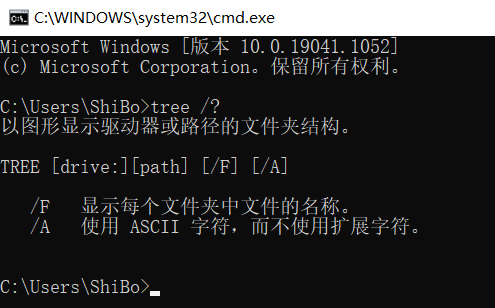 C:\WINDOWS\system32\cmd.exe
Microsoft Windows [版本 10.0.19041.1052]
(c) Microsoft Corporation。保留所有权利。
C:\Users\ShiBo>tree /?
以图形显示驱动器或路径的文件夹结构。
TREE [drive:][path] [/F] [/A]
/F   显示每个文件夹中文件的名称。
/A   使用 ASCII 字符，而不使用扩展字符。
C:\Users\ShiBo>